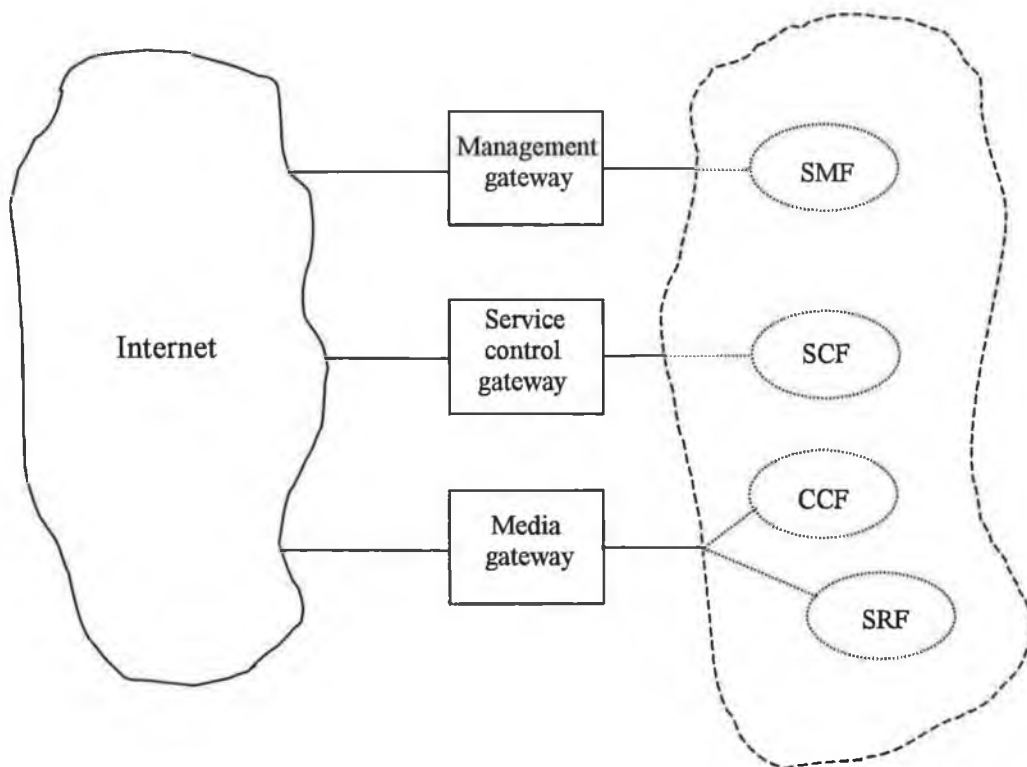 Management
gateway
SMF
Internet
Service
control
gateway
SCF
Media
gateway
CCF
SRF